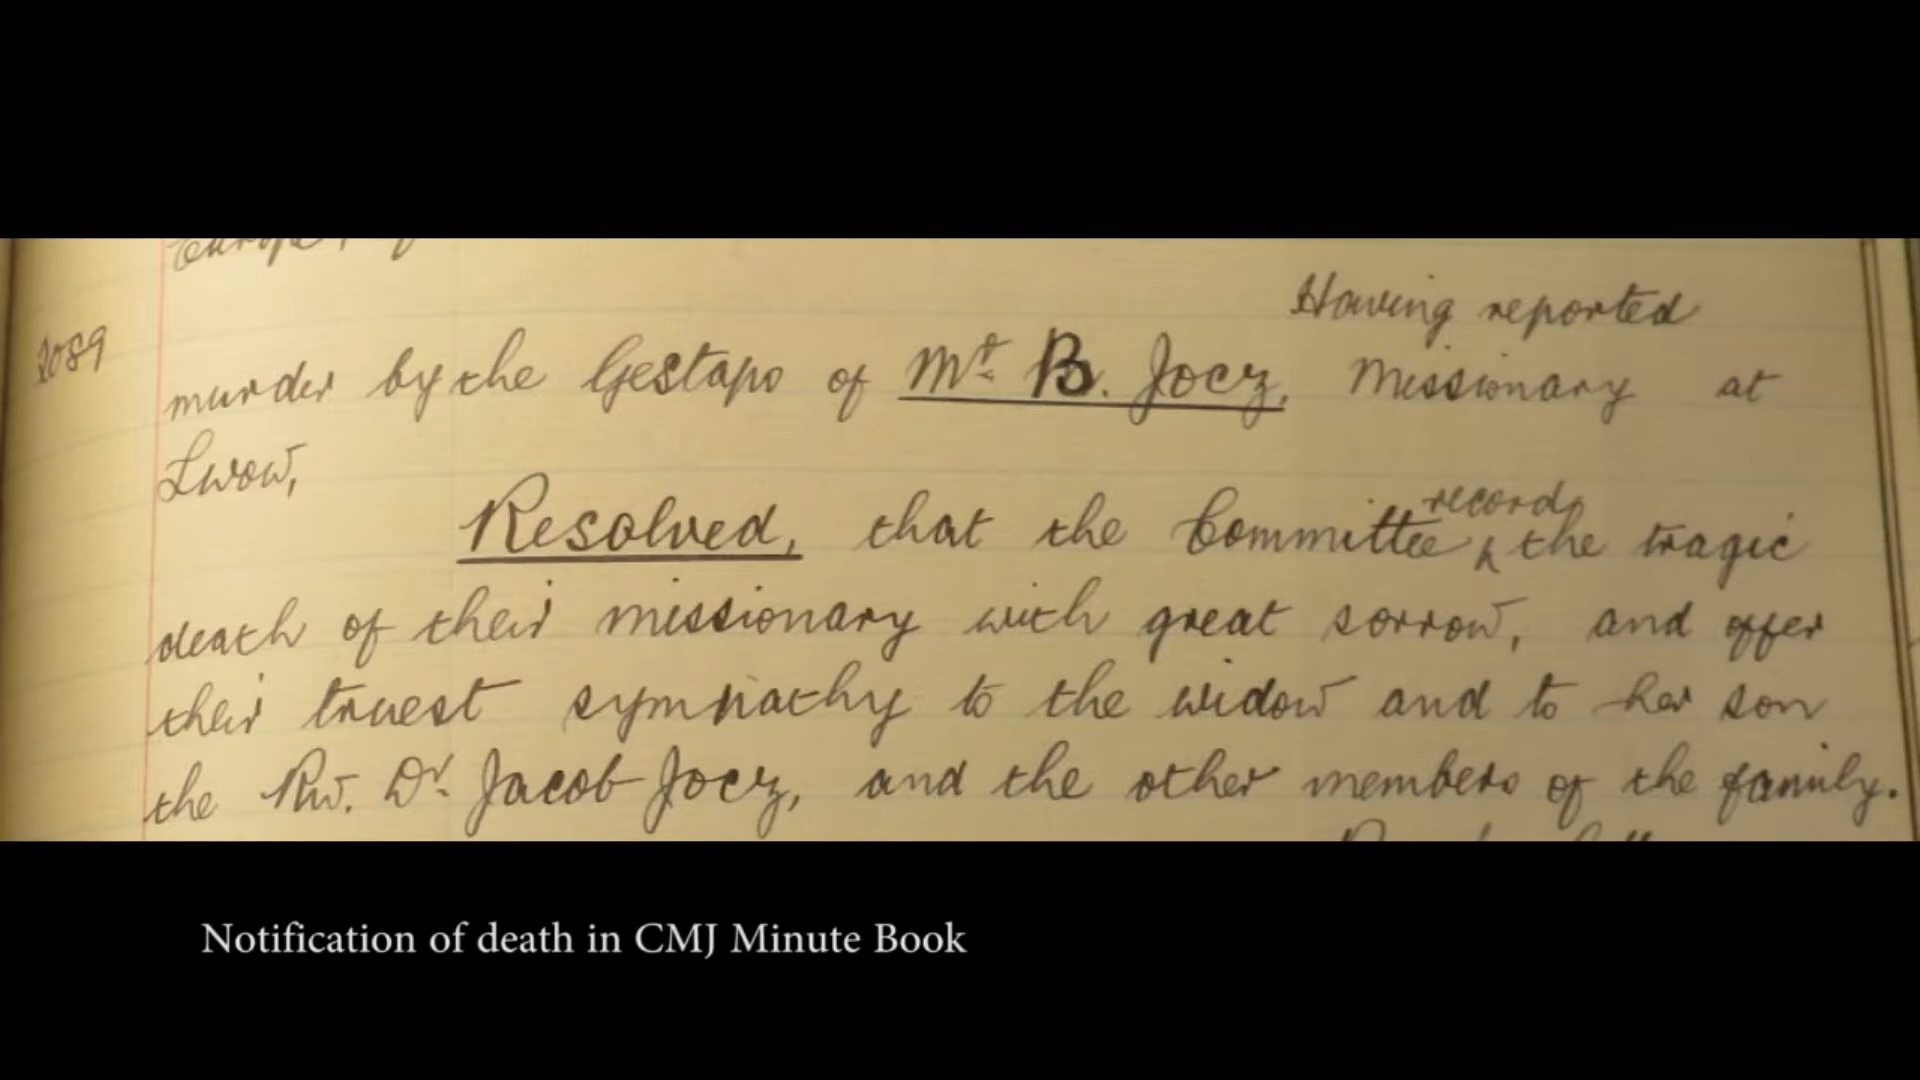 2089
Having reported
murder by the Gestapo of Mr. B. Jocz, Missionary at
Lwow,
Resolved, that the Committee records the tragic
death of their missionary with great sorrow, and offer
their truest sympathy to the widow and to her son
the Rev. Dr. Jacob Jocz, and the other members of the family.
Notification of death in CMJ Minute Book